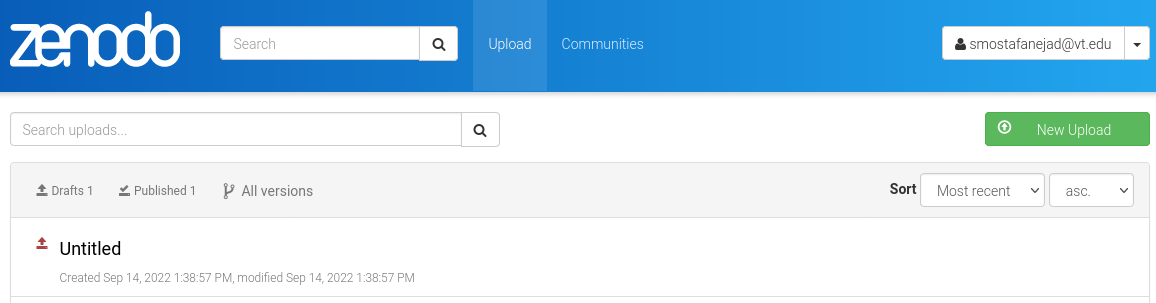 zenodo
Search
Upload
Communities
smostafanejad@vt.edu
Search uploads...
New Upload
Drafts 1
Published 1
All versions
Sort
Most recent
asc.
Untitled
Created Sep 14, 2022 1:38:57 PM, modified Sep 14, 2022 1:38:57 PM